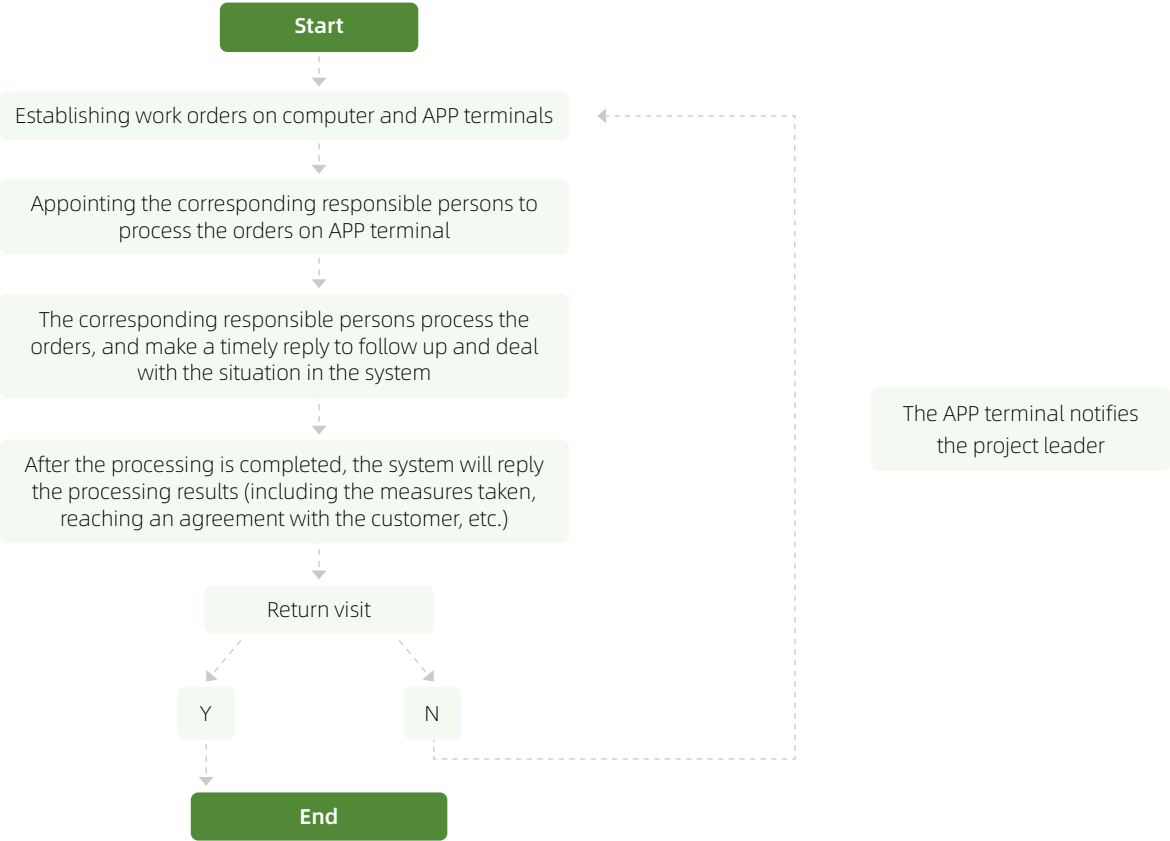 Start
Establishing work orders on computer and APP terminals
Appointing the corresponding responsible persons to
process the orders on APP terminal
The corresponding responsible persons process the
orders, and make a timely reply to follow up and deal
with the situation in the system
The APP terminal notifies
the project leader
After the processing is completed, the system will reply
the processing results (including the measures taken,
reaching an agreement with the customer, etc.)
Return visit
Y
N
End